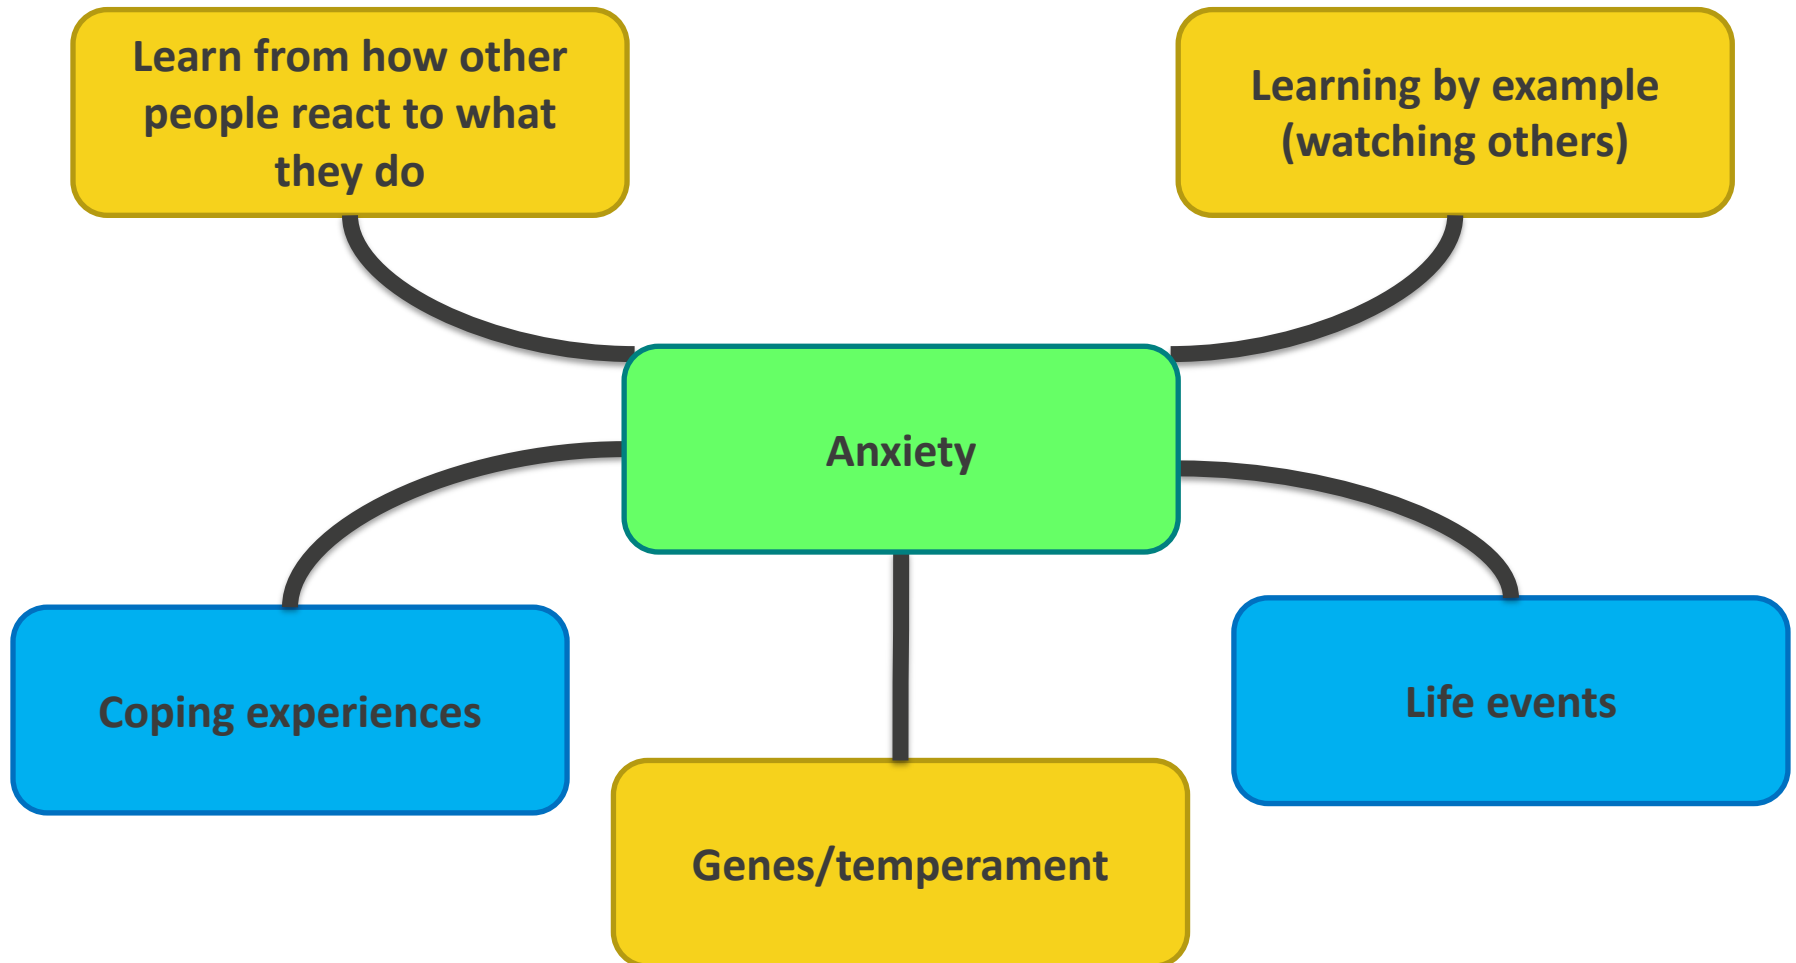 Learn from how other
people react to what
they do
Learning by example
(watching others)
Anxiety
Coping experiences
Life events
Genes/temperament